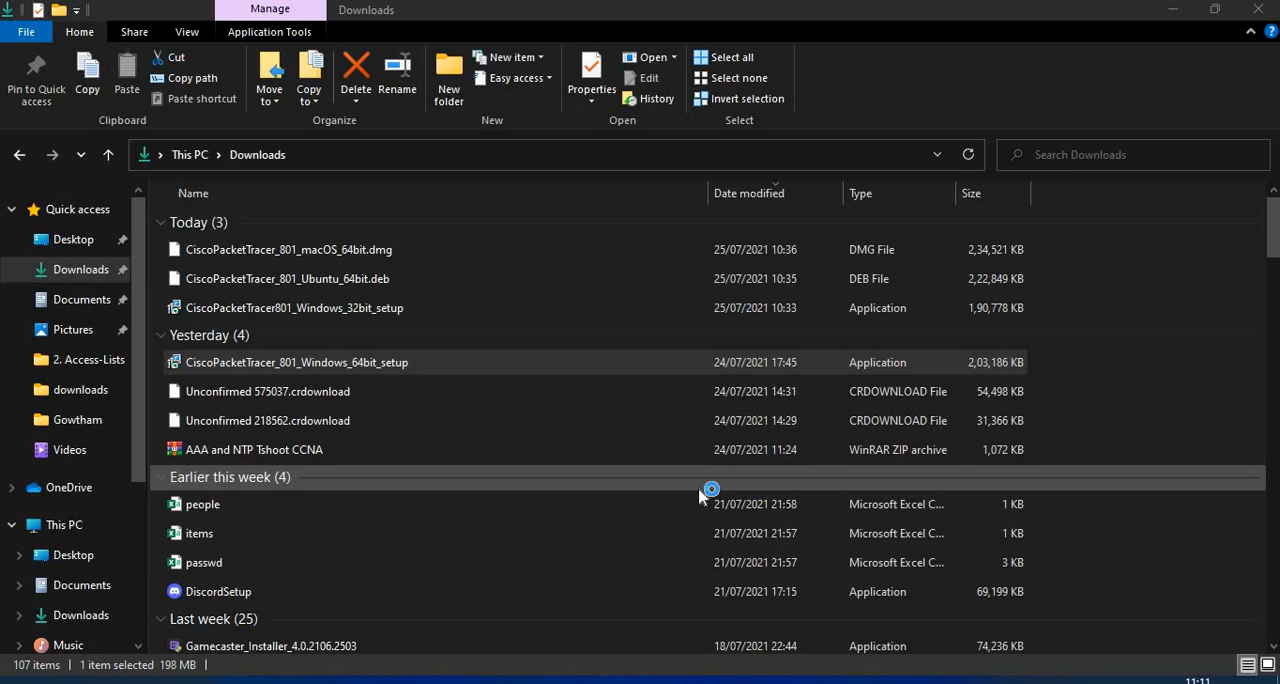 Manage Downloads
File Home Share View Application Tools
Pin to Quick access
Copy
Paste
Cut
Copy path
Paste shortcut
Clipboard
Move to
Copy to
Delete
Rename
Organize
New folder
New item
Easy access
New
Properties
Open
Edit
History
Open
Select all
Select none
Invert selection
Select
This PC Downloads
Search Downloads
Quick access
Desktop
Downloads
Documents
Pictures
2. Access-Lists
downloads
Gowtham
Videos
OneDrive
This PC
Desktop
Documents
Downloads
Music
Name Date modified Type Size
Today (3)
CiscoPacketTracer_801_macOS_64bit.dmg 25/07/2021 10:36 DMG File 2,34,521 KB
CiscoPacketTracer_801_Ubuntu_64bit.deb 25/07/2021 10:35 DEB File 2,22,849 KB
CiscoPacketTracer801_Windows_32bit_setup 25/07/2021 10:33 Application 1,90,778 KB
Yesterday (4)
CiscoPacketTracer_801_Windows_64bit_setup 24/07/2021 17:45 Application 2,03,186 KB
Unconfirmed 575037.crdownload 24/07/2021 14:31 CRDOWNLOAD File 54,498 KB
Unconfirmed 218562.crdownload 24/07/2021 14:29 CRDOWNLOAD File 31,366 KB
AAA and NTP Tshoot CCNA 24/07/2021 11:24 WinRAR ZIP archive 1,072 KB
Earlier this week (4)
people 21/07/2021 21:58 Microsoft Excel C... 1 KB
items 21/07/2021 21:57 Microsoft Excel C... 1 KB
passwd 21/07/2021 21:57 Microsoft Excel C... 3 KB
DiscordSetup 21/07/2021 17:15 Application 69,199 KB
Last week (25)
Gamecaster_Installer_4.0.2106.2503 18/07/2021 22:44 Application 74,236 KB
107 items 1 item selected 198 MB
11:11